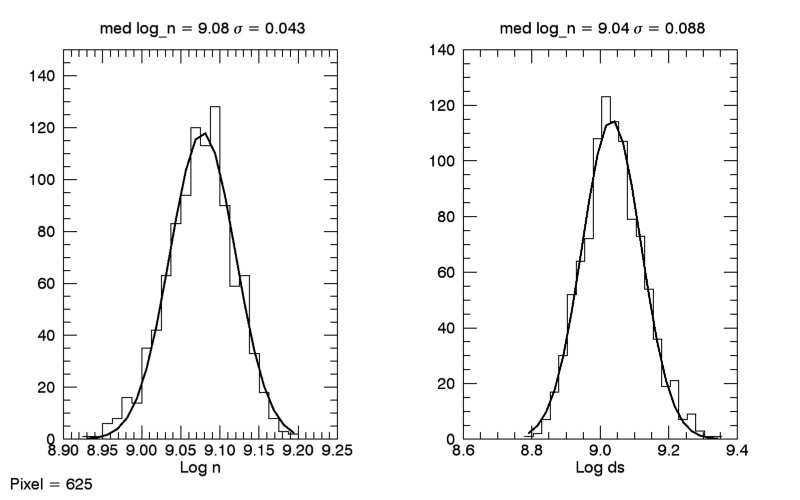 med log_n = 9.08 σ = 0.043
140
120
100
80
60
40
20
0
8.90 8.95 9.00 9.05 9.10 9.15 9.20 9.25
Log n
med log_n = 9.04 σ = 0.088
140
120
100
80
60
40
20
0
8.6 8.8 9.0 9.2 9.4
Log ds
Pixel = 625